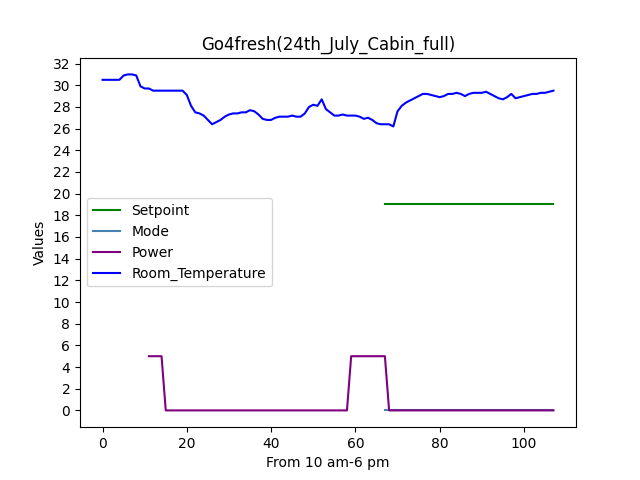 Go4fresh(24th_July_Cabin_full)
32
30
28
26
24
22
20
18
16
14
12
10
8
6
4
2
0
Values
Setpoint
Mode
Power
Room_Temperature
0 20 40 60 80 100
From 10 am-6 pm